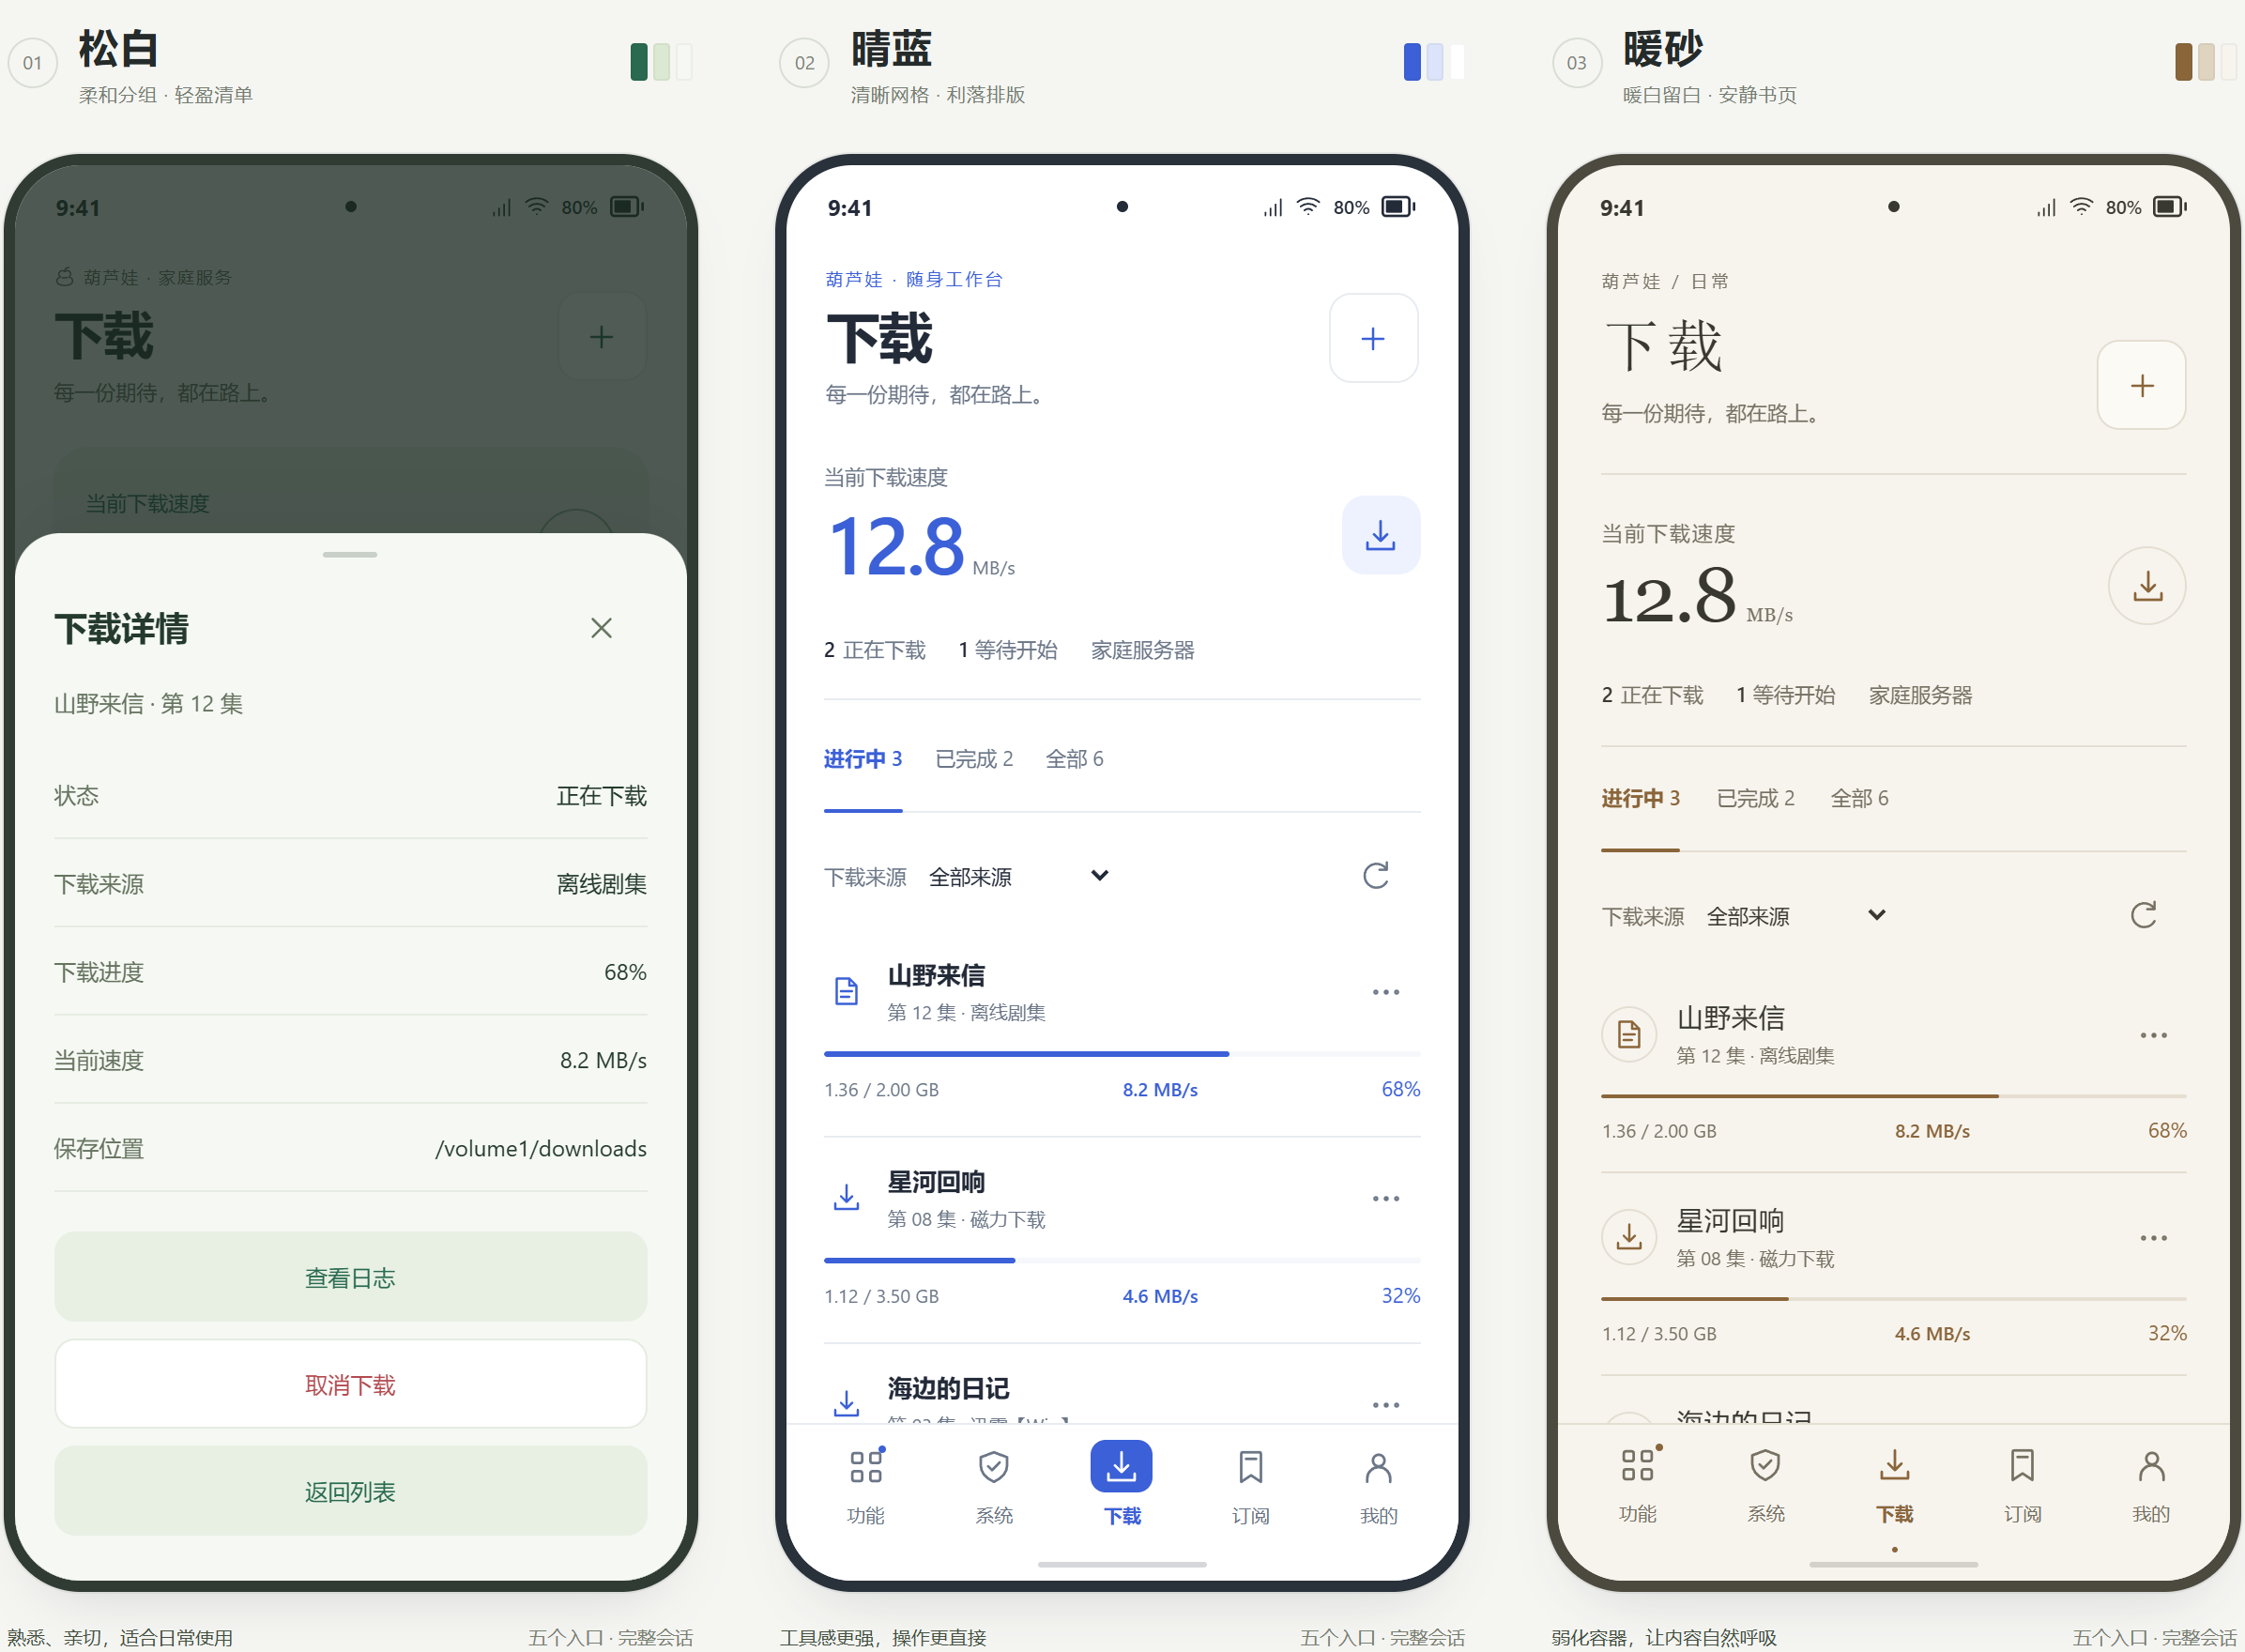 01
松白
柔和分组 · 轻盈清单
9:41
80%
葫芦娃 · 家庭服务
下载
每一份期待，都在路上。
当前下载速度
下载详情
山野来信 · 第 12 集
状态
正在下载
下载来源
离线剧集
下载进度
68%
当前速度
8.2 MB/s
保存位置
/volume1/downloads
查看日志
取消下载
返回列表
熟悉、亲切，适合日常使用
五个入口 · 完整会话
02
晴蓝
清晰网格 · 利落排版
9:41
80%
葫芦娃 · 随身工作台
下载
每一份期待，都在路上。
当前下载速度
12.8 MB/s
2 正在下载 1 等待开始 家庭服务器
进行中 3 已完成 2 全部 6
下载来源 全部来源
山野来信
第 12 集 · 离线剧集
1.36 / 2.00 GB 8.2 MB/s 68%
星河回响
第 08 集 · 磁力下载
1.12 / 3.50 GB 4.6 MB/s 32%
海边的日记
功能 系统 下载 订阅 我的
工具感更强，操作更直接
五个入口 · 完整会话
03
暖砂
暖白留白 · 安静书页
9:41
80%
葫芦娃 / 日常
下载
每一份期待，都在路上。
当前下载速度
12.8 MB/s
2 正在下载 1 等待开始 家庭服务器
进行中 3 已完成 2 全部 6
下载来源 全部来源
山野来信
第 12 集 · 离线剧集
1.36 / 2.00 GB 8.2 MB/s 68%
星河回响
第 08 集 · 磁力下载
1.12 / 3.50 GB 4.6 MB/s 32%
海边的日记
功能 系统 下载 订阅 我的
弱化容器，让内容自然呼吸
五个入口 · 完整会话